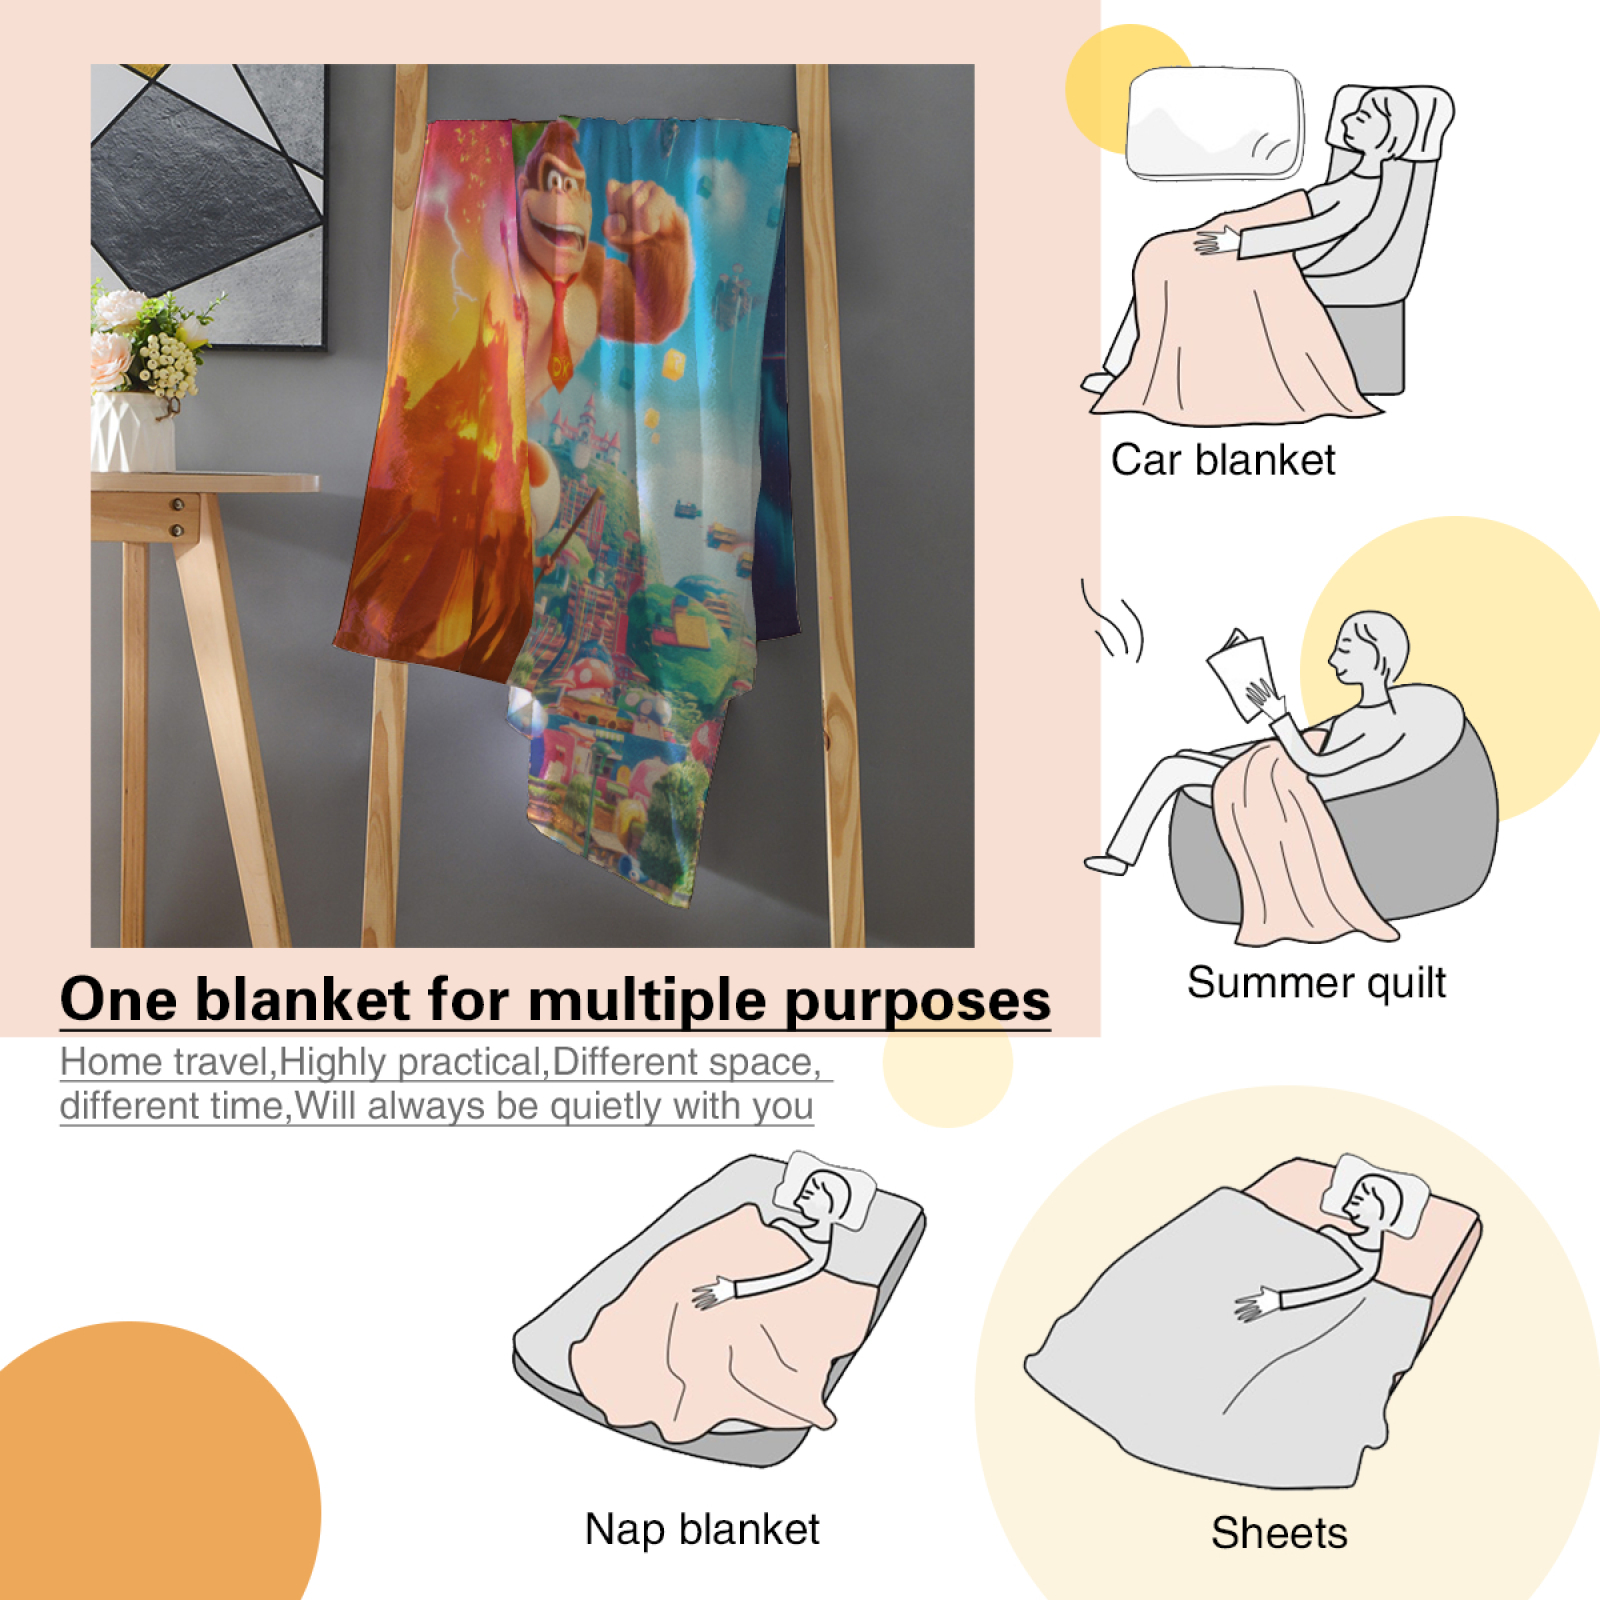 DK
Car blanket
Summer quilt
One blanket for multiple purposes
Home travel,Highly practical,Different space,
different time,Will always be quietly with you
Nap blanket
Sheets